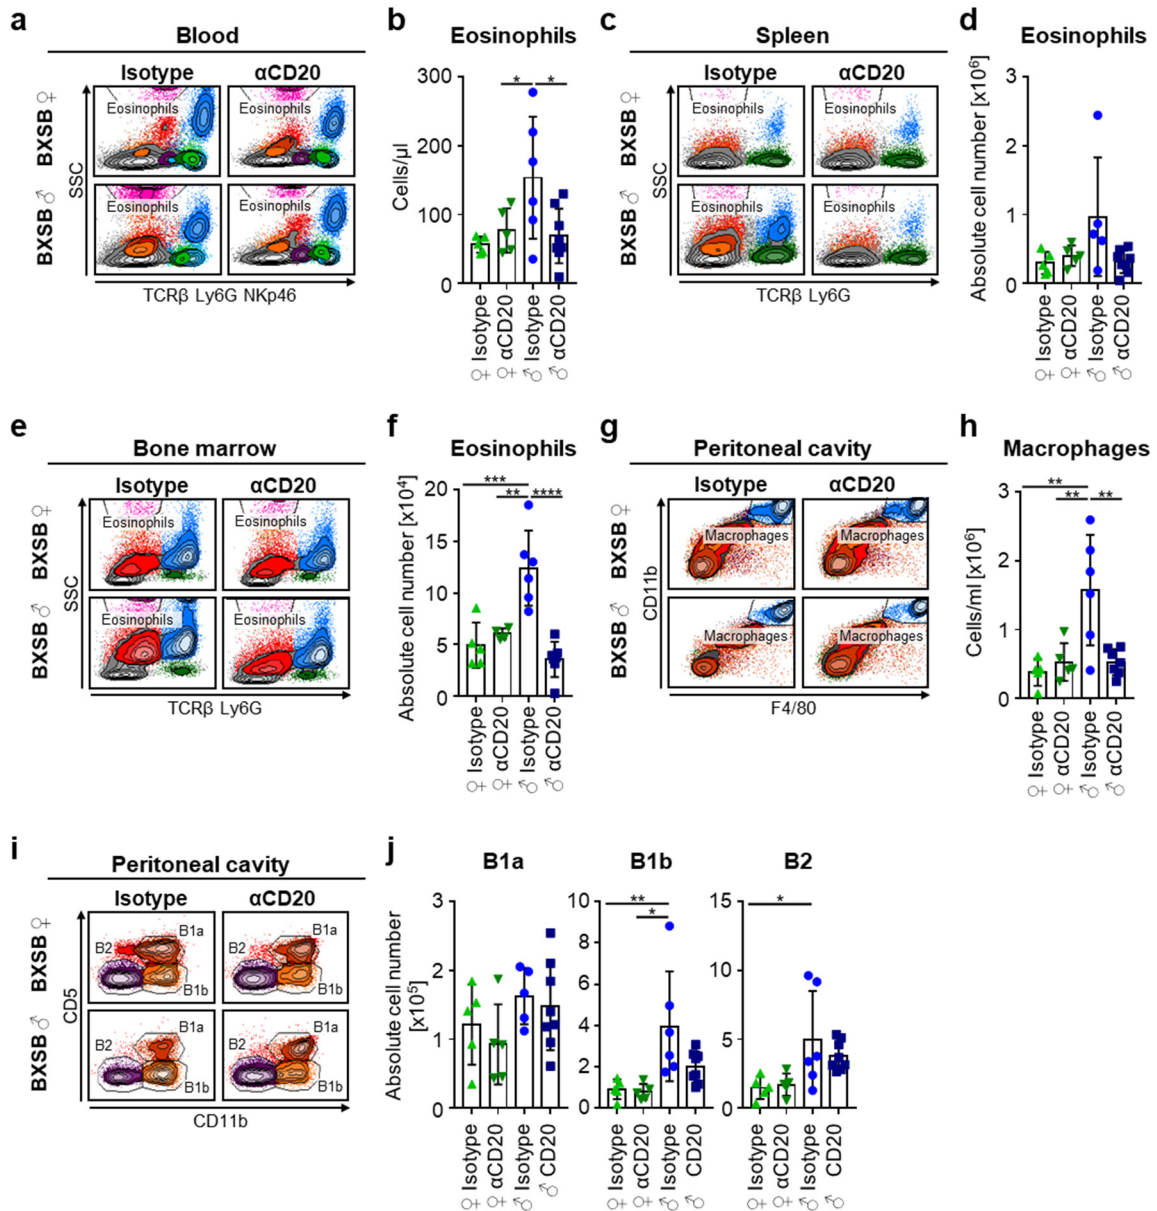 a
Blood
Isotype αCD20
BXSB ♀
BXSB ♂
SSC
Eosinophils Eosinophils
Eosinophils Eosinophils
TCRβ Ly6G NKp46
b
Eosinophils
Cells/µl
300
200
100
0
* *
♀ Isotype
♀ αCD20
♂ Isotype
♂ αCD20
c
Spleen
Isotype αCD20
BXSB ♀
BXSB ♂
SSC
Eosinophils Eosinophils
Eosinophils Eosinophils
TCRβ Ly6G
d
Eosinophils
Absolute cell number [x10⁶]
3
2
1
0
♀ Isotype
♀ αCD20
♂ Isotype
♂ αCD20
e
Bone marrow
Isotype αCD20
BXSB ♀
BXSB ♂
SSC
Eosinophils Eosinophils
Eosinophils Eosinophils
TCRβ Ly6G
f
Eosinophils
Absolute cell number [x10⁴]
20
15
10
5
0
***
** ****
♀ Isotype
♀ αCD20
♂ Isotype
♂ αCD20
g
Peritoneal cavity
Isotype αCD20
BXSB ♀
BXSB ♂
CD11b
Macrophages Macrophages
Macrophages Macrophages
F4/80
h
Macrophages
Cells/ml [x10⁶]
3
2
1
0
**
** **
♀ Isotype
♀ αCD20
♂ Isotype
♂ αCD20
i
Peritoneal cavity
Isotype αCD20
BXSB ♀
BXSB ♂
CD5
B2 B1a B1b
B2 B1a B1b
B2 B1a B1b
B2 B1a B1b
CD11b
j
B1a
Absolute cell number
[x10⁵]
3
2
1
0
♀ Isotype
♀ αCD20
♂ Isotype
♂ CD20
B1b
10
8
6
4
2
0
**
*
♀ Isotype
♀ αCD20
♂ Isotype
♂ CD20
B2
15
10
5
0
*
♀ Isotype
♀ αCD20
♂ Isotype
♂ CD20